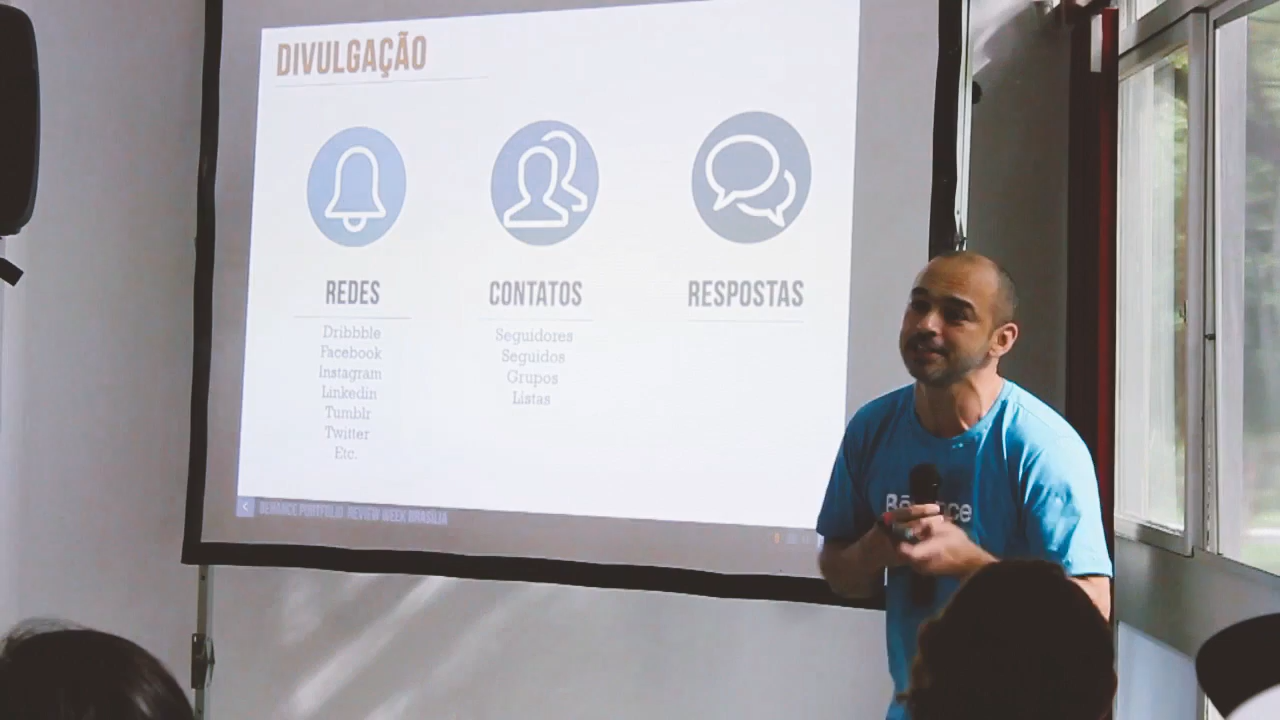 DIVULGAÇÃO
REDES
Dribbble
Facebook
Instagram
Linkedin
Tumblr
Twitter
Etc.
CONTATOS
Seguidores
Seguidos
Grupos
Listas
RESPOSTAS
BEHANCE PORTFOLIO REVIEW WEEK BRASÍLIA